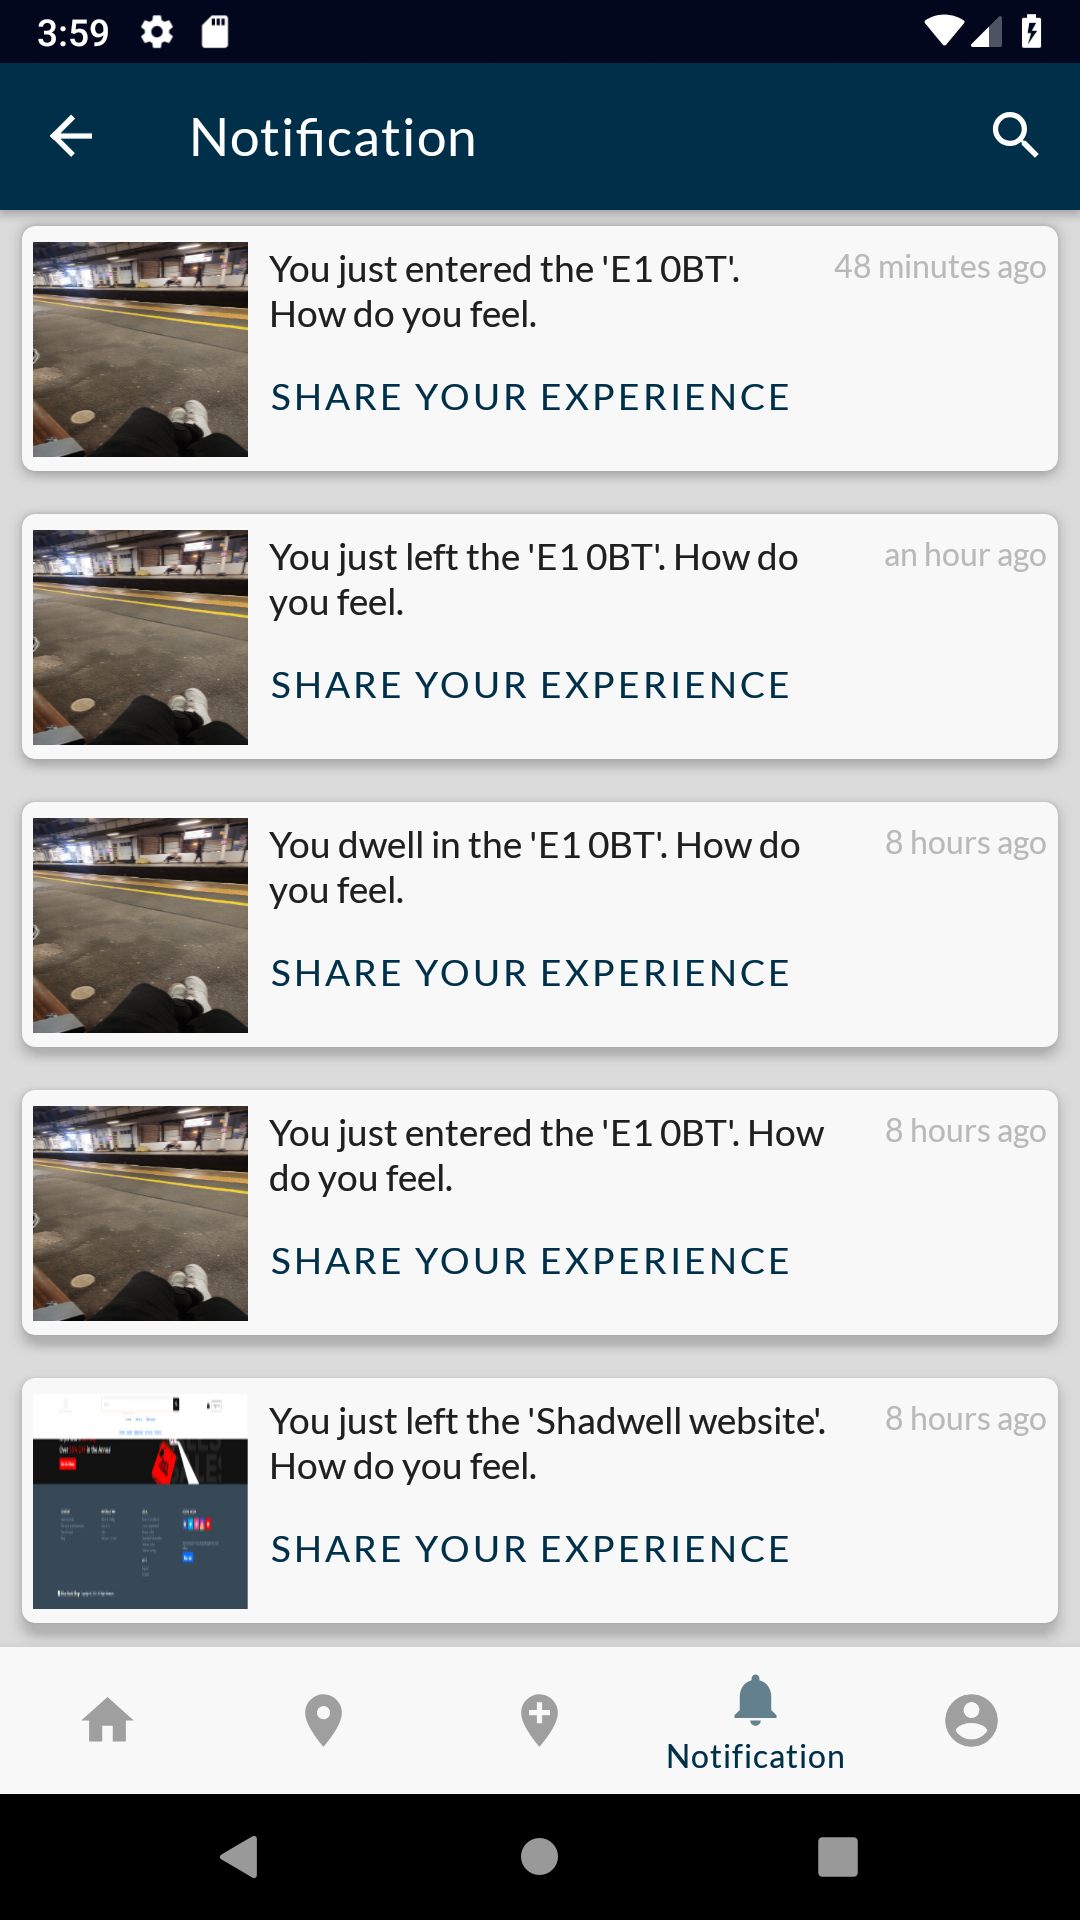 3:59
Notification
You just entered the 'E1 0BT'.
How do you feel.
48 minutes ago
SHARE YOUR EXPERIENCE
You just left the 'E1 0BT'. How do
you feel.
an hour ago
SHARE YOUR EXPERIENCE
You dwell in the 'E1 0BT'. How do
you feel.
8 hours ago
SHARE YOUR EXPERIENCE
You just entered the 'E1 0BT'. How
do you feel.
8 hours ago
SHARE YOUR EXPERIENCE
You just left the 'Shadwell website'.
How do you feel.
8 hours ago
SHARE YOUR EXPERIENCE
Notification